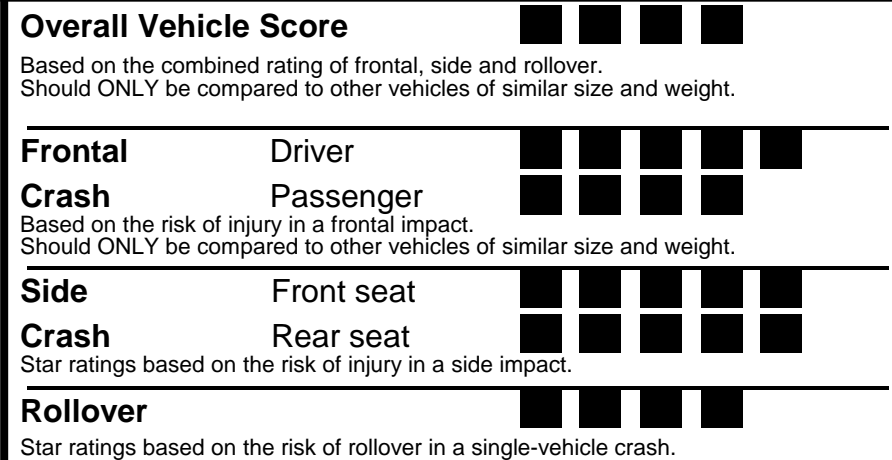 Overall Vehicle Score
Based on the combined rating of frontal, side and rollover.
Should ONLY be compared to other vehicles of similar size and weight.
Frontal Driver
Crash Passenger
Based on the risk of injury in a frontal impact.
Should ONLY be compared to other vehicles of similar size and weight.
Side Front seat
Crash Rear seat
Star ratings based on the risk of injury in a side impact.
Rollover
Star ratings based on the risk of rollover in a single-vehicle crash.